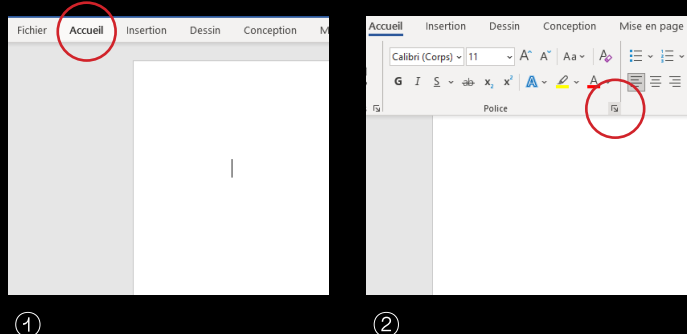 Fichier Accueil Insertion Dessin Conception M
①
Accueil Insertion Dessin Conception Mise en page
Calibri (Corps) 11 A A Aa A
G I S ab x₂ x² A A
Police
②